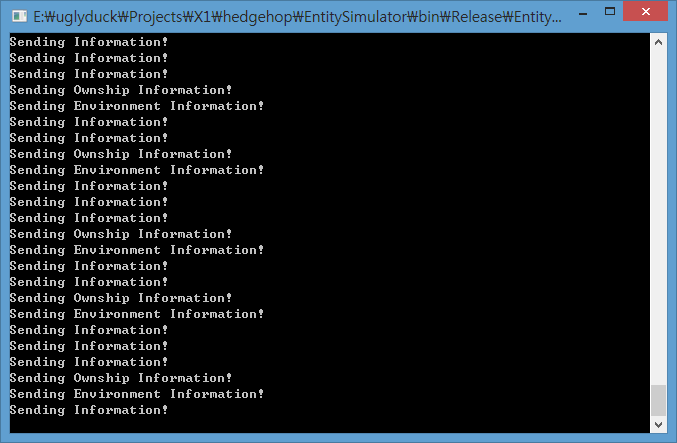 E:₩uglyduck₩Projects₩X1₩hedgehop₩EntitySimulator₩bin₩Release₩Entity...
Sending Information!
Sending Information!
Sending Information!
Sending Ownship Information!
Sending Environment Information!
Sending Information!
Sending Information!
Sending Ownship Information!
Sending Environment Information!
Sending Information!
Sending Information!
Sending Information!
Sending Ownship Information!
Sending Environment Information!
Sending Information!
Sending Information!
Sending Ownship Information!
Sending Environment Information!
Sending Information!
Sending Information!
Sending Information!
Sending Ownship Information!
Sending Environment Information!
Sending Information!